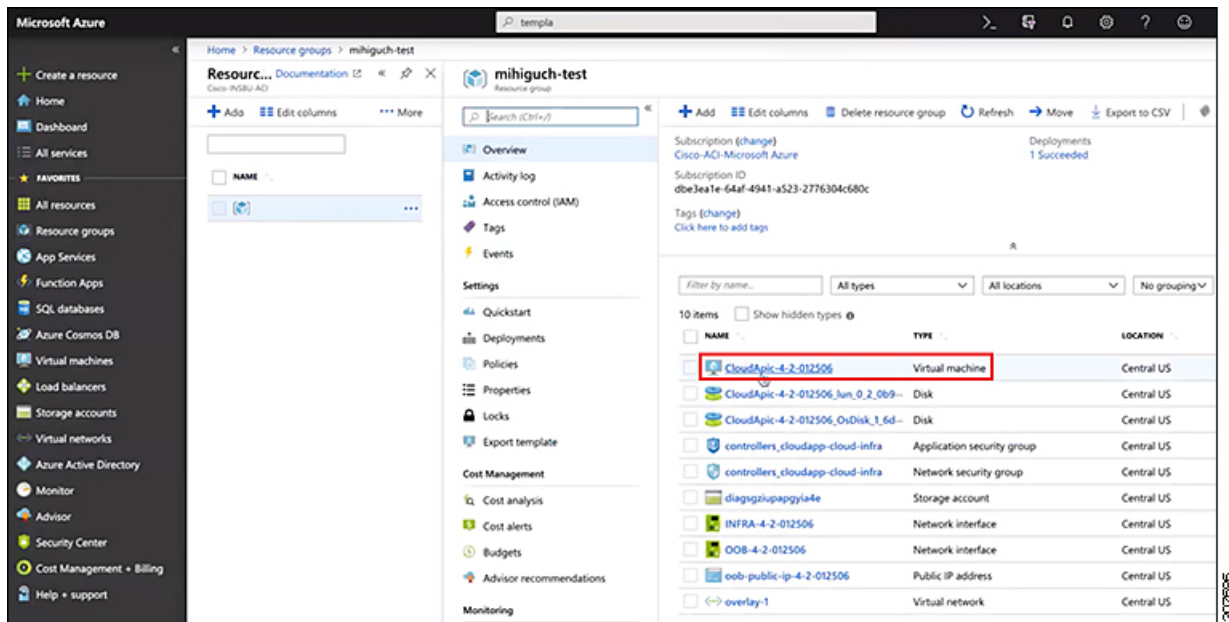 Microsoft Azure
templa
Home > Resource groups > mihiguch-test
Create a resource
Home
Dashboard
All services
FAVORITES
All resources
Resource groups
App Services
Function Apps
SQL databases
Azure Cosmos DB
Virtual machines
Load balancers
Storage accounts
Virtual networks
Azure Active Directory
Monitor
Advisor
Security Center
Cost Management + Billing
Help + support
Resourc... Documentation
Cisco-INSBU-ACI
Add Edit columns ••• More
NAME
mihiguch-test
Resource group
Search (Ctrl+/)
Overview
Activity log
Access control (IAM)
Tags
Events
Settings
Quickstart
Deployments
Policies
Properties
Locks
Export template
Cost Management
Cost analysis
Cost alerts
Budgets
Advisor recommendations
Monitoring
Add Edit columns Delete resource group Refresh Move Export to CSV
Subscription (change)
Cisco-ACI-Microsoft Azure
Deployments
1 Succeeded
Subscription ID
dbe3ea1e-64af-4941-a523-2776304c680c
Tags (change)
Click here to add tags
Filter by name... All types All locations No grouping
10 items Show hidden types
NAME TYPE LOCATION
CloudApic-4-2-012506 Virtual machine Central US
CloudApic-4-2-012506_lun_0_2_0b9... Disk Central US
CloudApic-4-2-012506_OsDisk_1_6d... Disk Central US
controllers_cloudapp-cloud-infra Application security group Central US
controllers_cloudapp-cloud-infra Network security group Central US
diagsgziupapgyia4e Storage account Central US
INFRA-4-2-012506 Network interface Central US
OOB-4-2-012506 Network interface Central US
oob-public-ip-4-2-012506 Public IP address Central US
overlay-1 Virtual network Central US